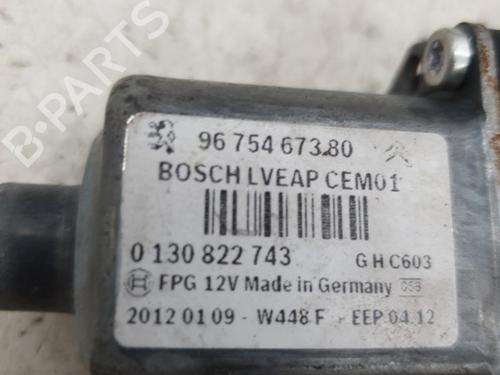 96 754 673 80
BOSCH LVEAP CEM01
0 130 822 743 G H C603
FPG 12V Made in Germany
2012 01 09 - W448 F - EEP 04.12